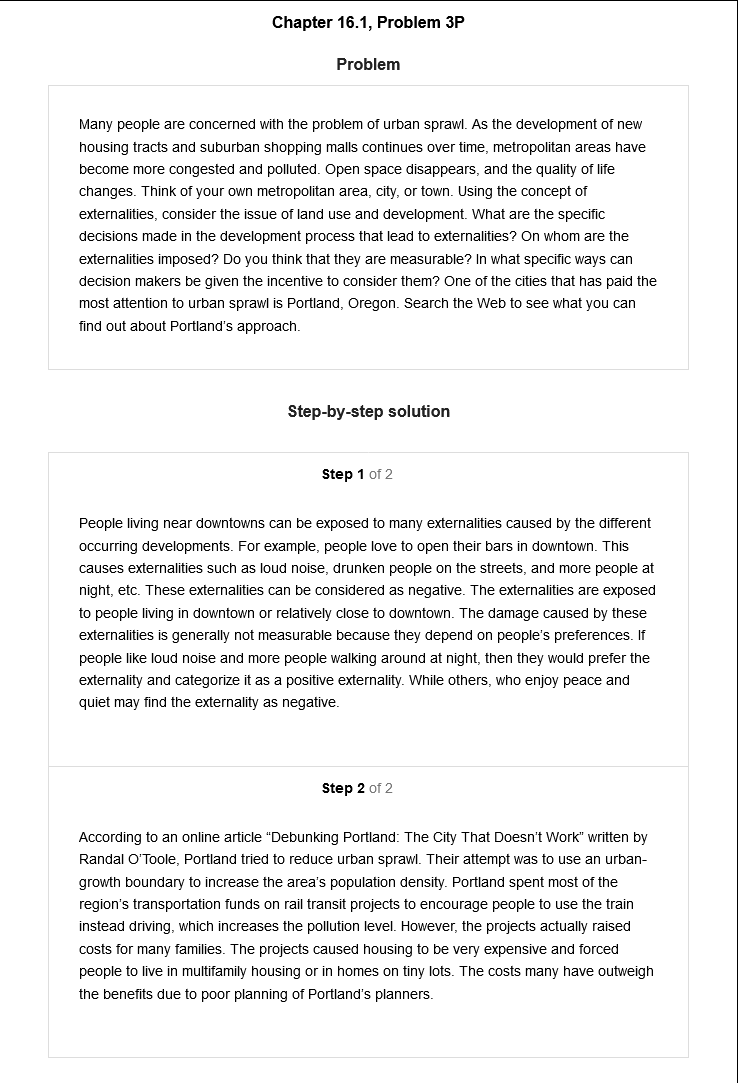 Chapter 16.1, Problem 3P
Problem
Many people are concerned with the problem of urban sprawl. As the development of new
housing tracts and suburban shopping malls continues over time, metropolitan areas have
become more congested and polluted. Open space disappears, and the quality of life
changes. Think of your own metropolitan area, city, or town. Using the concept of
externalities, consider the issue of land use and development. What are the specific
decisions made in the development process that lead to externalities? On whom are the
externalities imposed? Do you think that they are measurable? In what specific ways can
decision makers be given the incentive to consider them? One of the cities that has paid the
most attention to urban sprawl is Portland, Oregon. Search the Web to see what you can
find out about Portland's approach.
Step-by-step solution
Step 1 of 2
People living near downtowns can be exposed to many externalities caused by the different
occurring developments. For example, people love to open their bars in downtown. This
causes externalities such as loud noise, drunken people on the streets, and more people at
night, etc. These externalities can be considered as negative. The externalities are exposed
to people living in downtown or relatively close to downtown. The damage caused by these
externalities is generally not measurable because they depend on people's preferences. If
people like loud noise and more people walking around at night, then they would prefer the
externality and categorize it as a positive externality. While others, who enjoy peace and
quiet may find the externality as negative.
Step 2 of 2
According to an online article “Debunking Portland: The City That Doesn't Work” written by
Randal O'Toole, Portland tried to reduce urban sprawl. Their attempt was to use an urban-
growth boundary to increase the area's population density. Portland spent most of the
region's transportation funds on rail transit projects to encourage people to use the train
instead driving, which increases the pollution level. However, the projects actually raised
costs for many families. The projects caused housing to be very expensive and forced
people to live in multifamily housing or in homes on tiny lots. The costs many have outweigh
the benefits due to poor planning of Portland's planners.